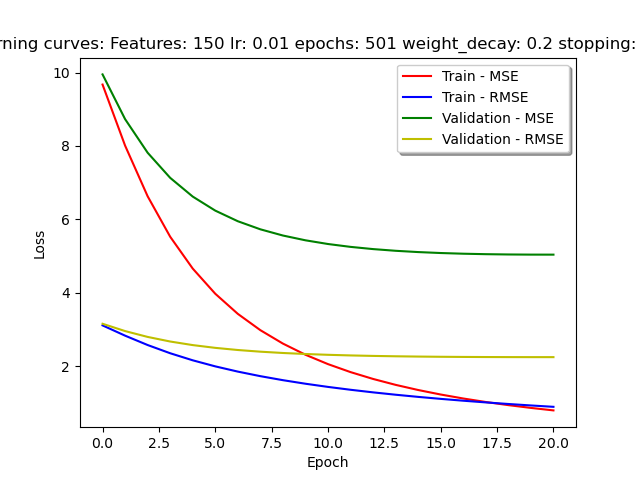 rning curves: Features: 150 lr: 0.01 epochs: 501 weight_decay: 0.2 stopping:
Train - MSE
Train - RMSE
Validation - MSE
Validation - RMSE
Loss
10
8
6
4
2
0.0 2.5 5.0 7.5 10.0 12.5 15.0 17.5 20.0
Epoch